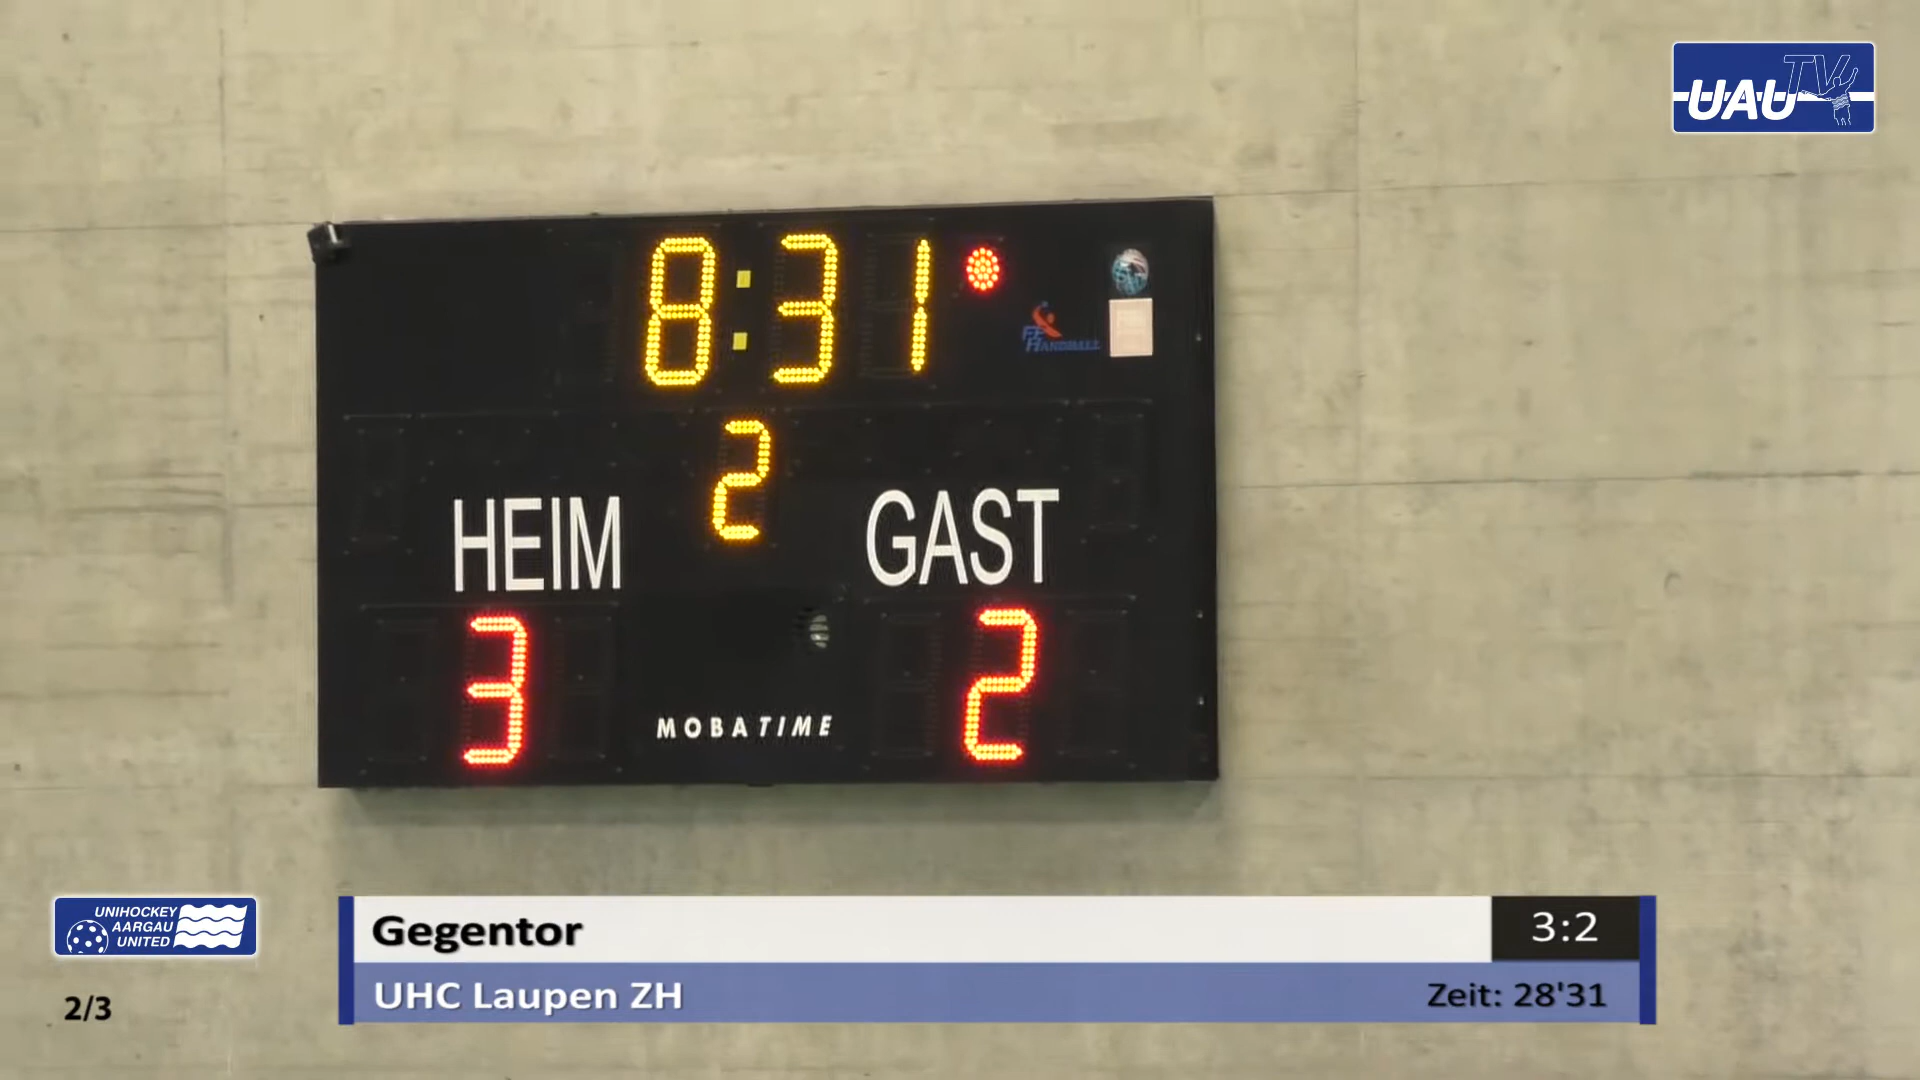 UAU TV
8:31
2
HEIM
GAST
3
2
HANDBALL
MOBATIME
UNIHOCKEY
AARGAU
UNITED
Gegentor
3:2
UHC Laupen ZH
Zeit: 28'31
2/3